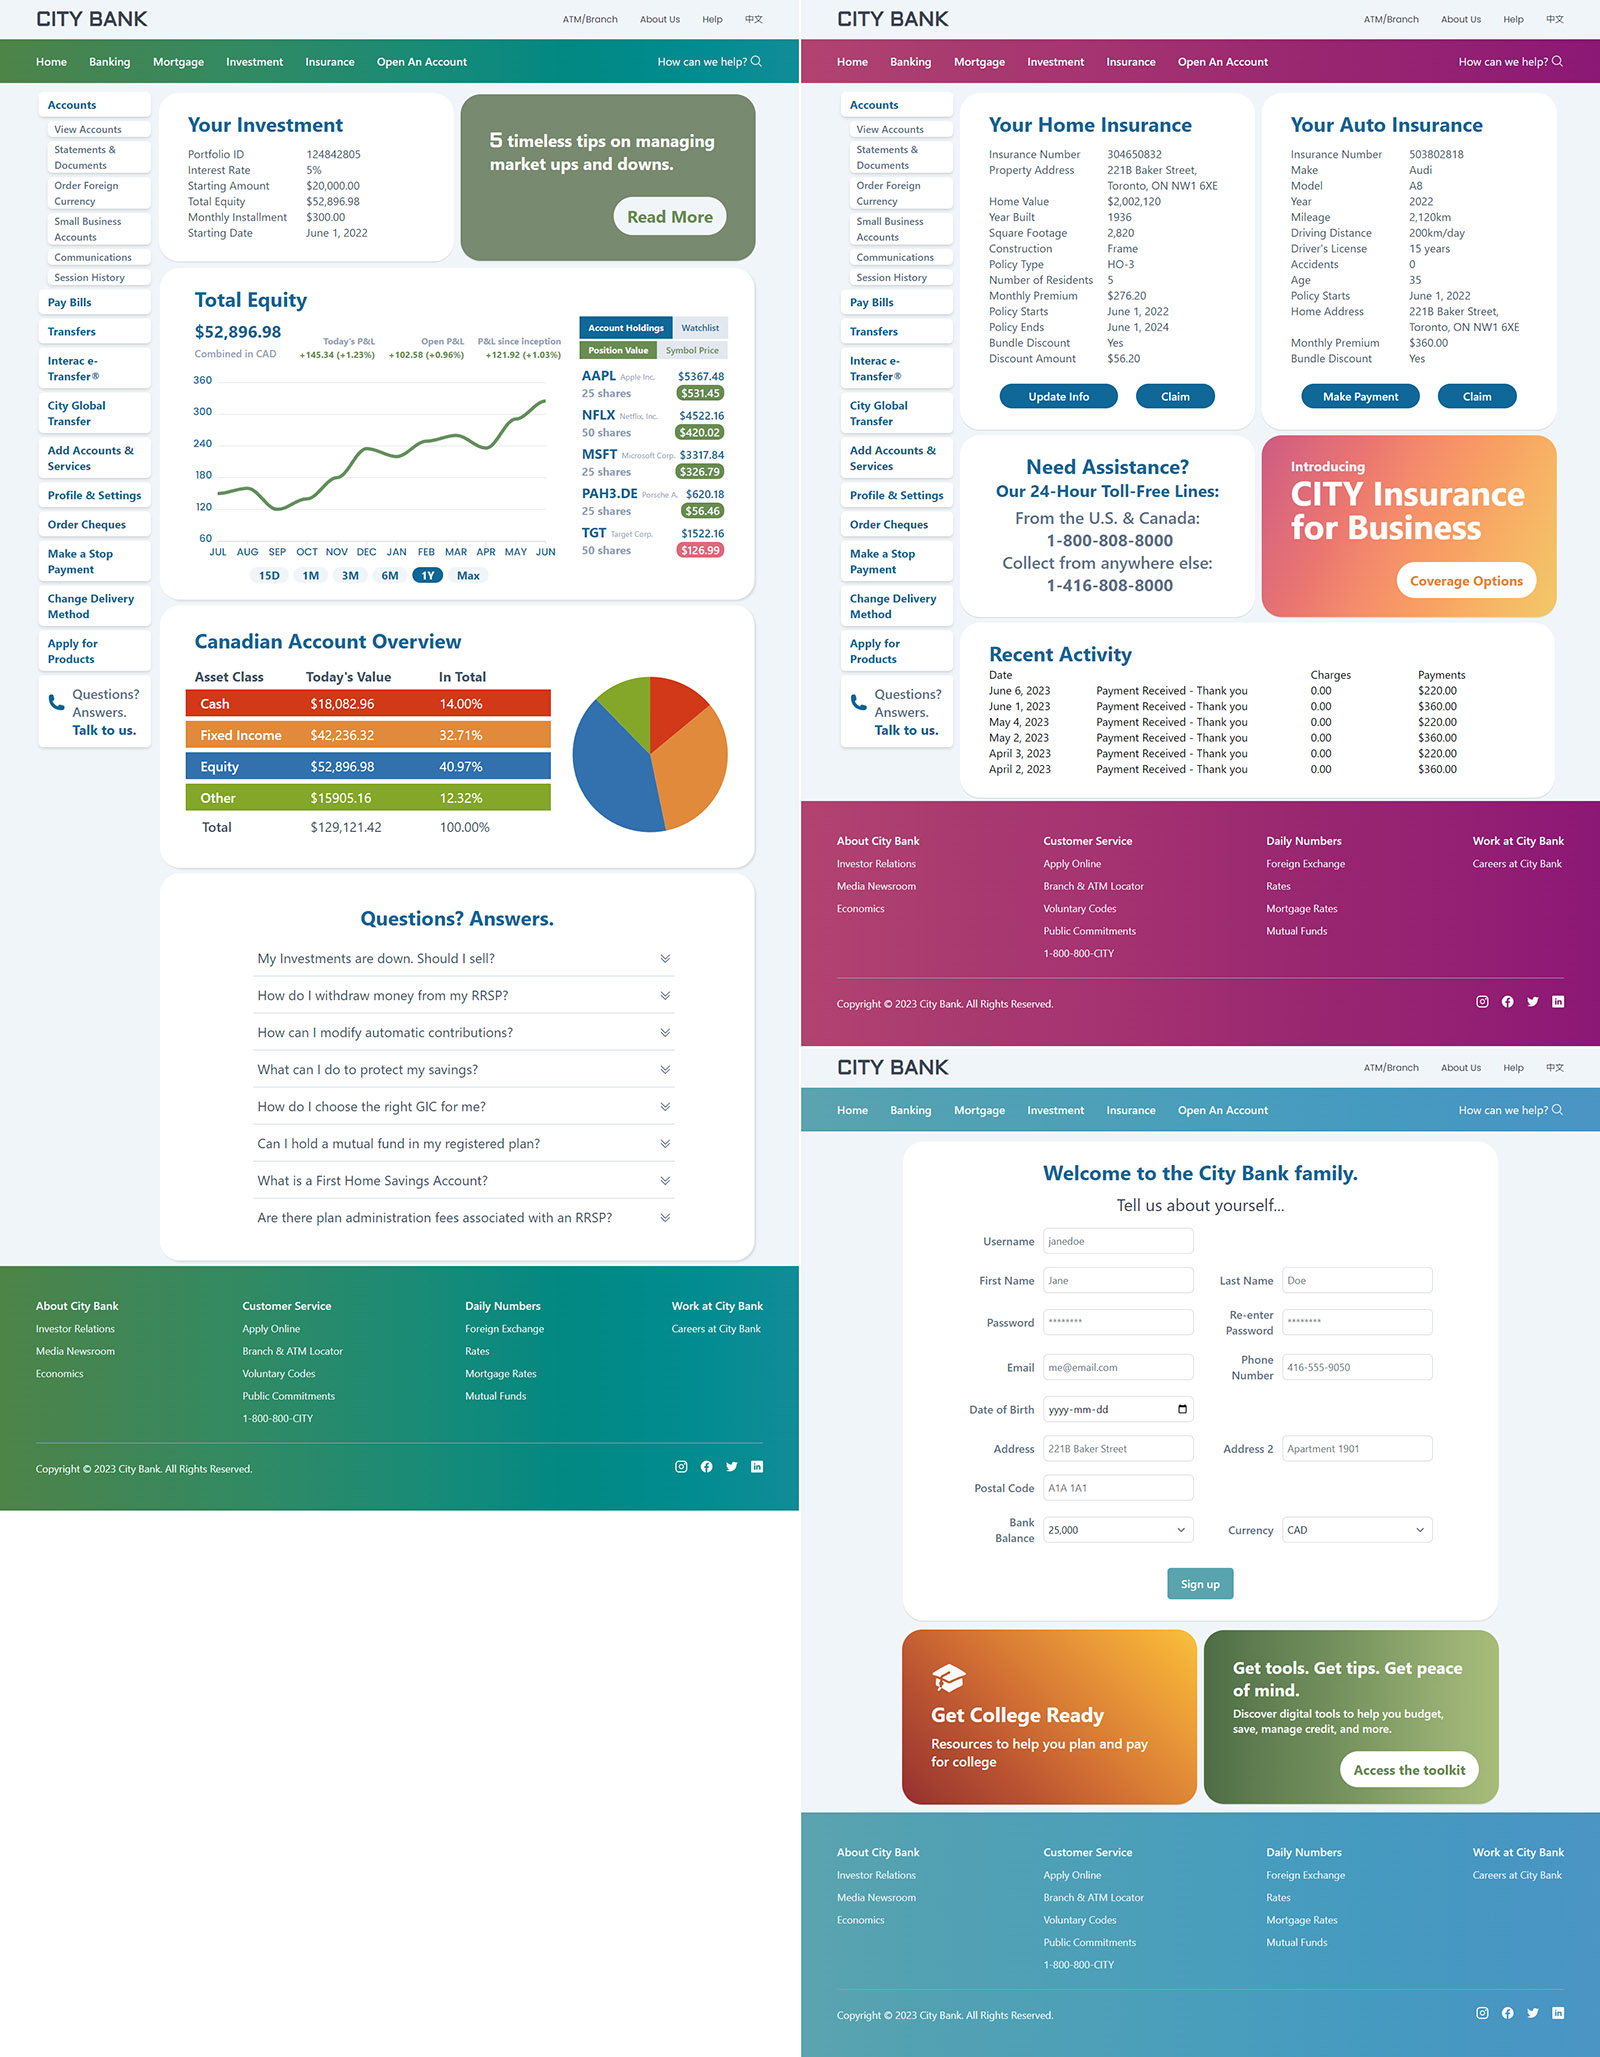 CITY BANK
ATM/Branch About Us Help 中文
Home Banking Mortgage Investment Insurance Open An Account How can we help?
Accounts
View Accounts
Statements &
Documents
Order Foreign
Currency
Small Business
Accounts
Communications
Session History
Pay Bills
Transfers
Interac e-
Transfer®
City Global
Transfer
Add Accounts &
Services
Profile & Settings
Order Cheques
Make a Stop
Payment
Change Delivery
Method
Apply for
Products
Questions?
Answers.
Talk to us.
Your Investment
Portfolio ID 124842805
Interest Rate 5%
Starting Amount $20,000.00
Total Equity $52,896.98
Monthly Installment $300.00
Starting Date June 1, 2022
5 timeless tips on managing
market ups and downs.
Read More
Total Equity
$52,896.98
Combined in CAD
Today's P&L Open P&L P&L since inception
+145.34 (+1.23%) +102.58 (+0.96%) +121.92 (+1.03%)
360
300
240
180
120
60
JUL AUG SEP OCT NOV DEC JAN FEB MAR APR MAY JUN
15D 1M 3M 6M 1Y Max
Account Holdings Watchlist
Position Value Symbol Price
AAPL Apple Inc. $5367.48
25 shares $531.45
NFLX Netflix, Inc. $4522.16
50 shares $420.02
MSFT Microsoft Corp. $3317.84
25 shares $326.79
PAH3.DE Porsche A. $620.18
25 shares $56.46
TGT Target Corp. $1522.16
50 shares $126.99
Canadian Account Overview
Asset Class Today's Value In Total
Cash $18,082.96 14.00%
Fixed Income $42,236.32 32.71%
Equity $52,896.98 40.97%
Other $15905.16 12.32%
Total $129,121.42 100.00%
Questions? Answers.
My Investments are down. Should I sell?
How do I withdraw money from my RRSP?
How can I modify automatic contributions?
What can I do to protect my savings?
How do I choose the right GIC for me?
Can I hold a mutual fund in my registered plan?
What is a First Home Savings Account?
Are there plan administration fees associated with an RRSP?
About City Bank Customer Service Daily Numbers Work at City Bank
Investor Relations Apply Online Foreign Exchange Careers at City Bank
Media Newsroom Branch & ATM Locator Rates
Economics Voluntary Codes Mortgage Rates
Public Commitments Mutual Funds
1-800-800-CITY
Copyright © 2023 City Bank. All Rights Reserved.
CITY BANK
ATM/Branch About Us Help 中文
Home Banking Mortgage Investment Insurance Open An Account How can we help?
Accounts
View Accounts
Statements &
Documents
Order Foreign
Currency
Small Business
Accounts
Communications
Session History
Pay Bills
Transfers
Interac e-
Transfer®
City Global
Transfer
Add Accounts &
Services
Profile & Settings
Order Cheques
Make a Stop
Payment
Change Delivery
Method
Apply for
Products
Questions?
Answers.
Talk to us.
Your Home Insurance
Insurance Number 304650832
Property Address 221B Baker Street,
Toronto, ON NW1 6XE
Home Value $2,002,120
Year Built 1936
Square Footage 2,820
Construction Frame
Policy Type HO-3
Number of Residents 5
Monthly Premium $276.20
Policy Starts June 1, 2022
Policy Ends June 1, 2024
Bundle Discount Yes
Discount Amount $56.20
Update Info Claim
Your Auto Insurance
Insurance Number 503802818
Make Audi
Model A8
Year 2022
Mileage 2,120km
Driving Distance 200km/day
Driver's License 15 years
Accidents 0
Age 35
Policy Starts June 1, 2022
Home Address 221B Baker Street,
Toronto, ON NW1 6XE
Monthly Premium $360.00
Bundle Discount Yes
Make Payment Claim
Need Assistance?
Our 24-Hour Toll-Free Lines:
From the U.S. & Canada:
1-800-808-8000
Collect from anywhere else:
1-416-808-8000
Introducing
CITY Insurance
for Business
Coverage Options
Recent Activity
Date Charges Payments
June 6, 2023 Payment Received - Thank you 0.00 $220.00
June 1, 2023 Payment Received - Thank you 0.00 $360.00
May 4, 2023 Payment Received - Thank you 0.00 $220.00
May 2, 2023 Payment Received - Thank you 0.00 $360.00
April 3, 2023 Payment Received - Thank you 0.00 $220.00
April 2, 2023 Payment Received - Thank you 0.00 $360.00
About City Bank Customer Service Daily Numbers Work at City Bank
Investor Relations Apply Online Foreign Exchange Careers at City Bank
Media Newsroom Branch & ATM Locator Rates
Economics Voluntary Codes Mortgage Rates
Public Commitments Mutual Funds
1-800-800-CITY
Copyright © 2023 City Bank. All Rights Reserved.
CITY BANK
ATM/Branch About Us Help 中文
Home Banking Mortgage Investment Insurance Open An Account How can we help?
Welcome to the City Bank family.
Tell us about yourself...
Username janedoe
First Name Jane Last Name Doe
Password ******** Re-enter
Password ********
Email me@email.com Phone
Number 416-555-9050
Date of Birth yyyy-mm-dd
Address 221B Baker Street Address 2 Apartment 1901
Postal Code A1A 1A1
Bank
Balance 25,000 Currency CAD
Sign up
Get College Ready
Resources to help you plan and pay
for college
Get tools. Get tips. Get peace
of mind.
Discover digital tools to help you budget,
save, manage credit, and more.
Access the toolkit
About City Bank Customer Service Daily Numbers Work at City Bank
Investor Relations Apply Online Foreign Exchange Careers at City Bank
Media Newsroom Branch & ATM Locator Rates
Economics Voluntary Codes Mortgage Rates
Public Commitments Mutual Funds
1-800-800-CITY
Copyright © 2023 City Bank. All Rights Reserved.